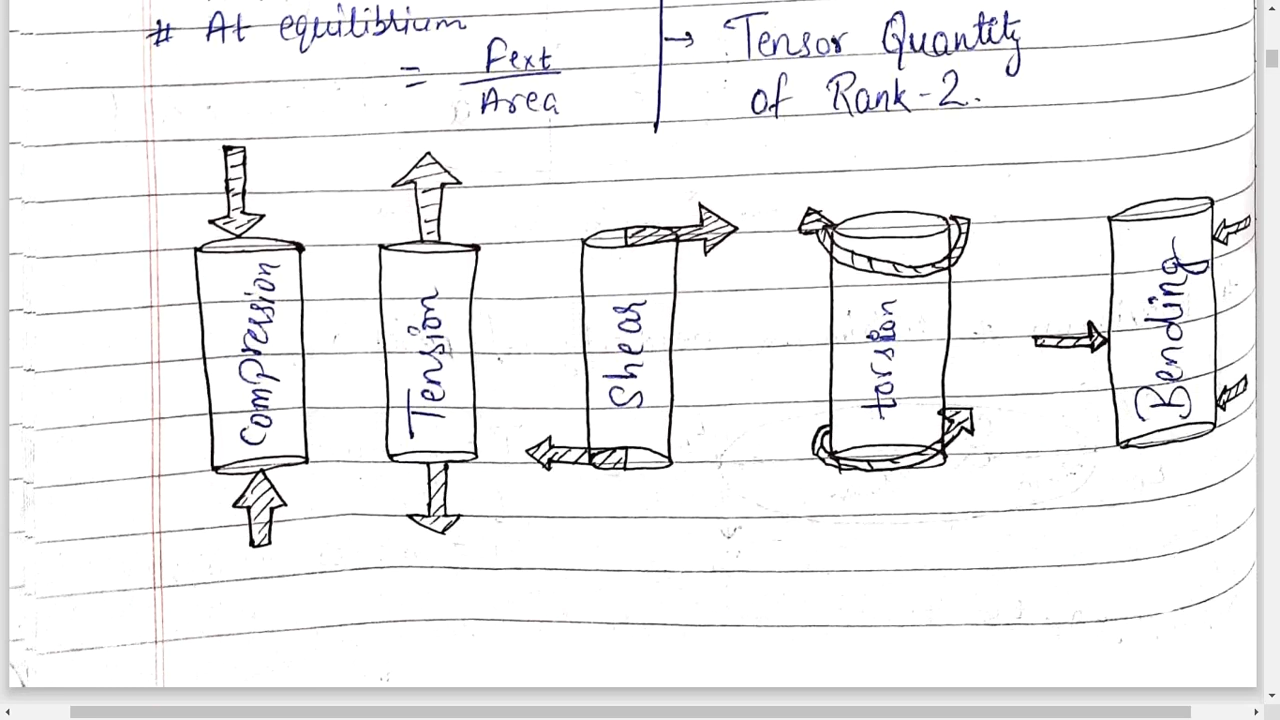 # At equilibrium
= Fext
Area
→ Tensor Quantity
of Rank-2.
Compression
Tension
Shear
torsion
Bending